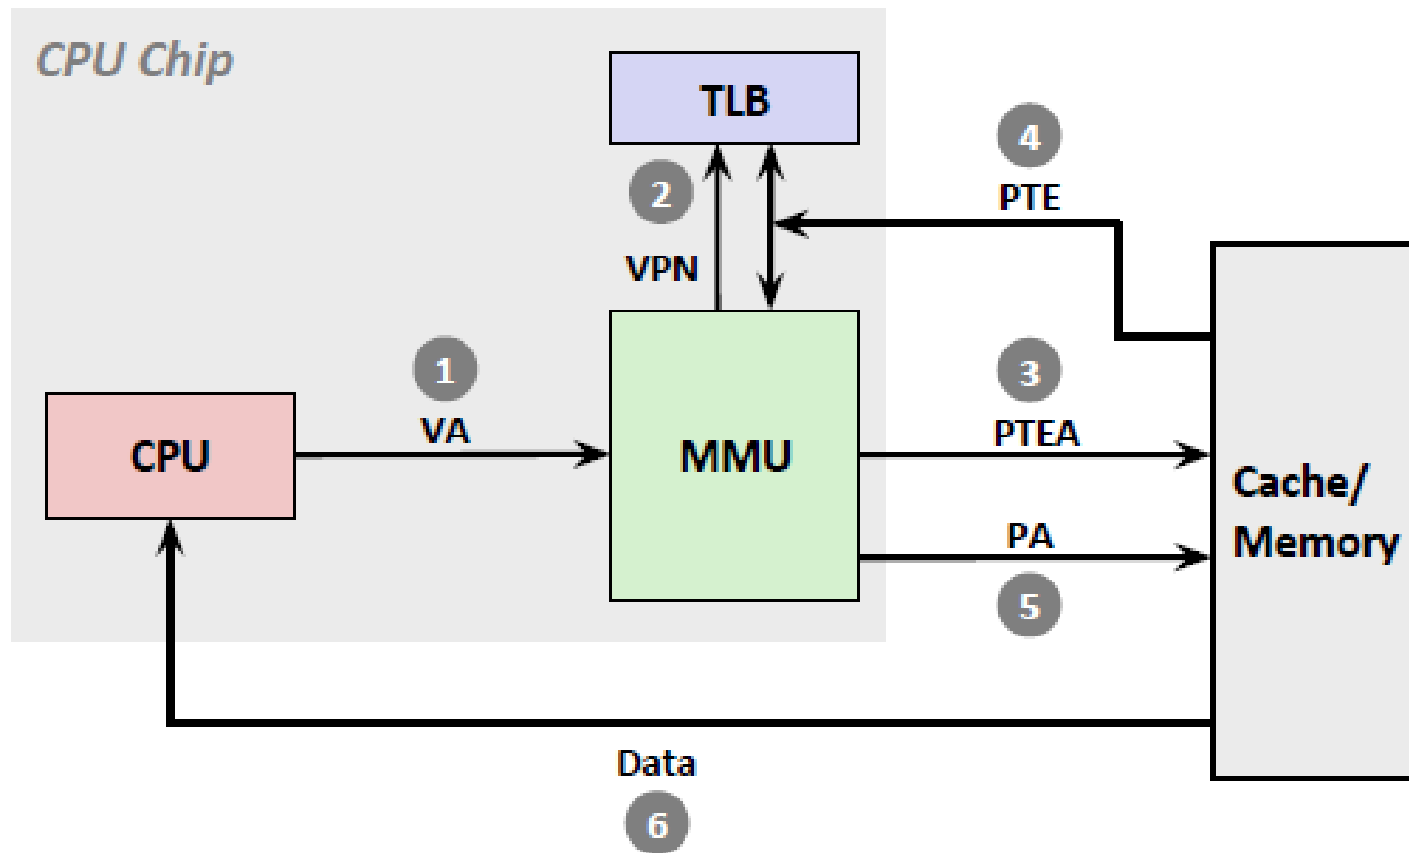 CPU Chip
TLB
4
PTE
2
VPN
1
VA
3
PTEA
CPU
MMU
Cache/
Memory
PA
5
Data
6